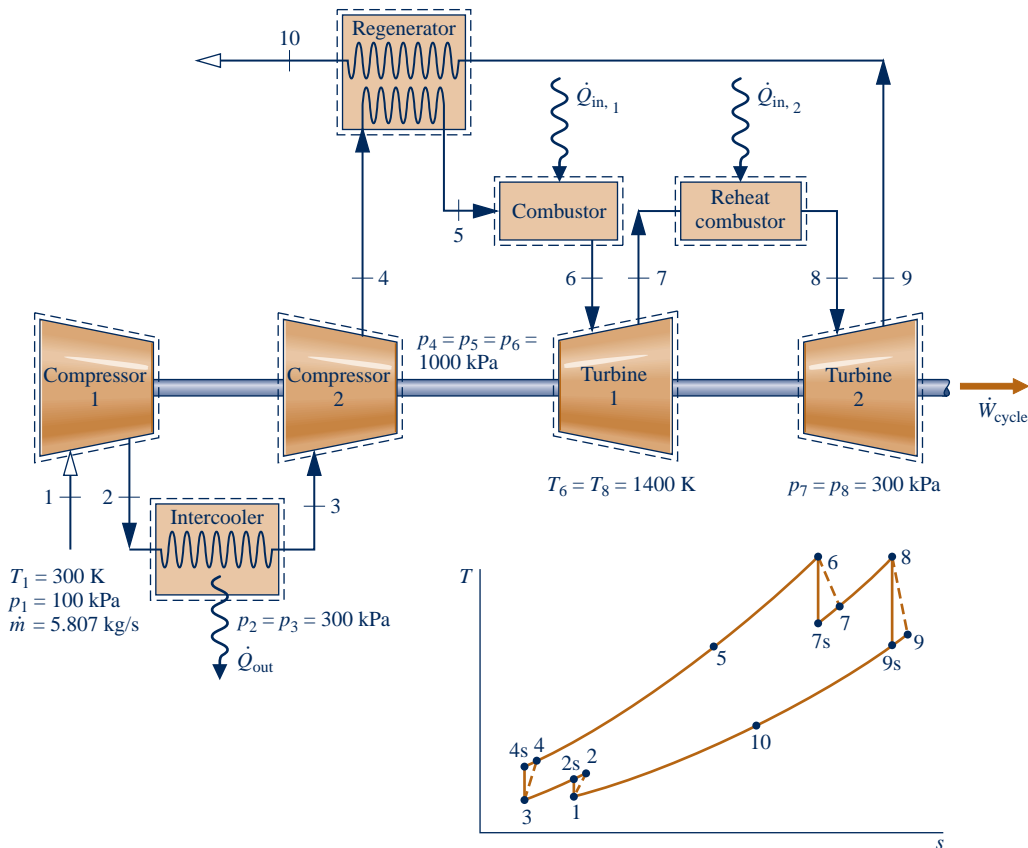 Regenerator
10
Q̇in, 1
Q̇in, 2
Combustor
Reheat
combustor
5
4
6
7
8
9
p4 = p5 = p6 =
1000 kPa
Compressor
1
Compressor
2
Turbine
1
Turbine
2
Ẇcycle
1
2
3
T6 = T8 = 1400 K
p7 = p8 = 300 kPa
Intercooler
T1 = 300 K
p1 = 100 kPa
ṁ = 5.807 kg/s
p2 = p3 = 300 kPa
Q̇out
T
6
8
7
7s
9
9s
5
10
4s
4
2s
2
3
1
s